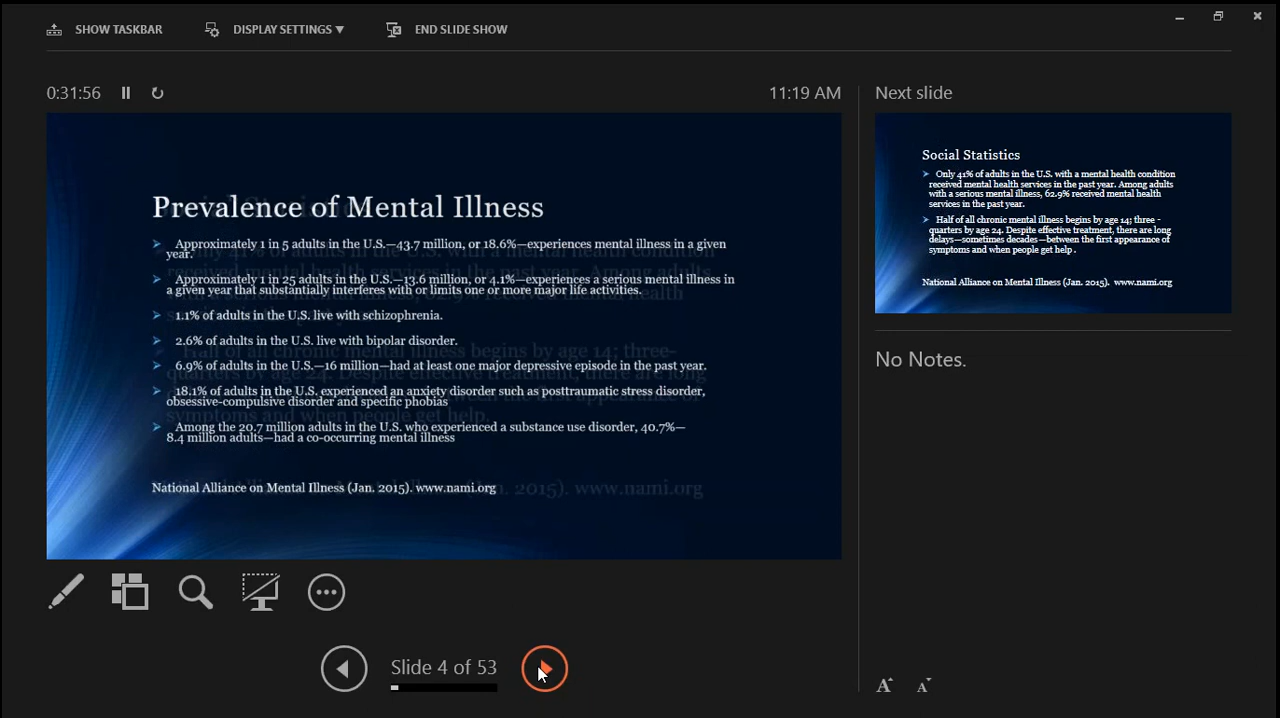 SHOW TASKBAR
DISPLAY SETTINGS ▼
END SLIDE SHOW
0:31:56
11:19 AM
Prevalence of Mental Illness
➢ Approximately 1 in 5 adults in the U.S.—43.7 million, or 18.6%—experiences mental illness in a given
year.
➢ Approximately 1 in 25 adults in the U.S.—13.6 million, or 4.1%—experiences a serious mental illness in
a given year that substantially interferes with or limits one or more major life activities.
➢ 1.1% of adults in the U.S. live with schizophrenia.
➢ 2.6% of adults in the U.S. live with bipolar disorder.
➢ 6.9% of adults in the U.S.—16 million—had at least one major depressive episode in the past year.
➢ 18.1% of adults in the U.S. experienced an anxiety disorder such as posttraumatic stress disorder,
obsessive-compulsive disorder and specific phobias
➢ Among the 20.7 million adults in the U.S. who experienced a substance use disorder, 40.7%—
8.4 million adults—had a co-occurring mental illness
National Alliance on Mental Illness (Jan. 2015). www.nami.org
Next slide
Social Statistics
➢ Only 41% of adults in the U.S. with a mental health condition
received mental health services in the past year. Among adults
with a serious mental illness, 62.9% received mental health
services in the past year.
➢ Half of all chronic mental illness begins by age 14; three -
quarters by age 24. Despite effective treatment, there are long
delays—sometimes decades—between the first appearance of
symptoms and when people get help .
National Alliance on Mental Illness (Jan. 2015). www.nami.org
No Notes.
Slide 4 of 53
A A